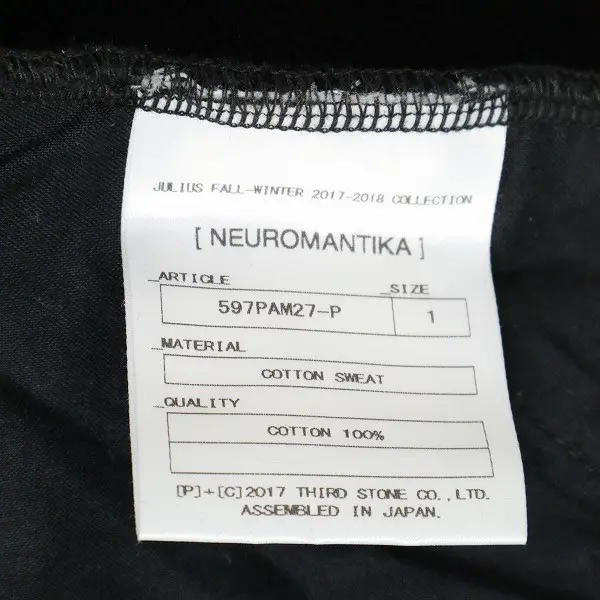 JULIUS FALL-WINTER 2017-2018 COLLECTION
[ NEUROMANTIKA ]
_ARTICLE _SIZE
597PAM27-P 1
_MATERIAL
COTTON SWEAT
_QUALITY
COTTON 100%
[P]+[C]2017 THIRD STONE CO.,LTD.
ASSEMBLED IN JAPAN.